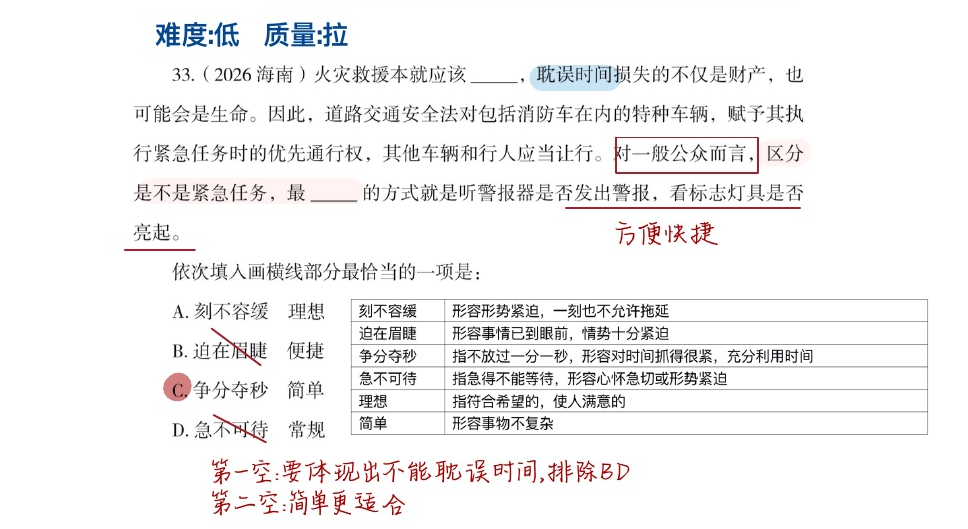 难度:低 质量:拉
33.（2026 海南）火灾救援本就应该_____，耽误时间损失的不仅是财产，也
可能会是生命。因此，道路交通安全法对包括消防车在内的特种车辆，赋予其执
行紧急任务时的优先通行权，其他车辆和行人应当让行。对一般公众而言，区分
是不是紧急任务，最_____的方式就是听警报器是否发出警报，看标志灯具是否
亮起。
方便快捷
依次填入画横线部分最恰当的一项是：
A. 刻不容缓 理想
B. 迫在眉睫 便捷
C. 争分夺秒 简单
D. 急不可待 常规
刻不容缓 形容形势紧迫，一刻也不允许拖延
迫在眉睫 形容事情已到眼前，情势十分紧迫
争分夺秒 指不放过一分一秒，形容对时间抓得很紧，充分利用时间
急不可待 指急得不能等待，形容心怀急切或形势紧迫
理想 指符合希望的，使人满意的
简单 形容事物不复杂
第一空:要体现出不能耽误时间,排除BD
第二空:简单更适合